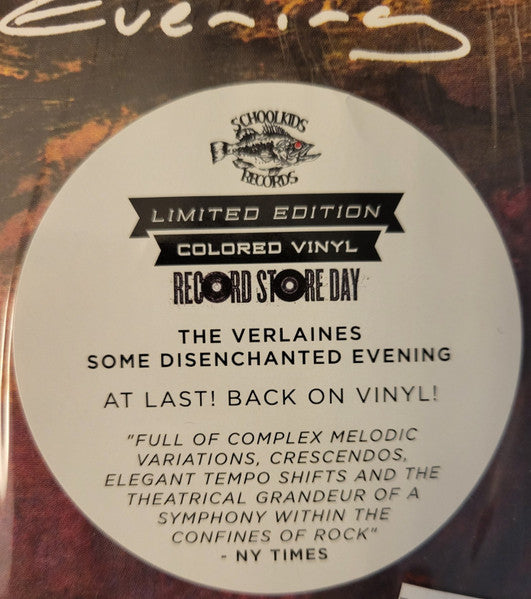 Evening
SCHOOLKIDS
RECORDS
LIMITED EDITION
COLORED VINYL
RECORD STORE DAY
THE VERLAINES
SOME DISENCHANTED EVENING
AT LAST! BACK ON VINYL!
"FULL OF COMPLEX MELODIC
VARIATIONS, CRESCENDOS,
ELEGANT TEMPO SHIFTS AND THE
THEATRICAL GRANDEUR OF A
SYMPHONY WITHIN THE
CONFINES OF ROCK"
- NY TIMES